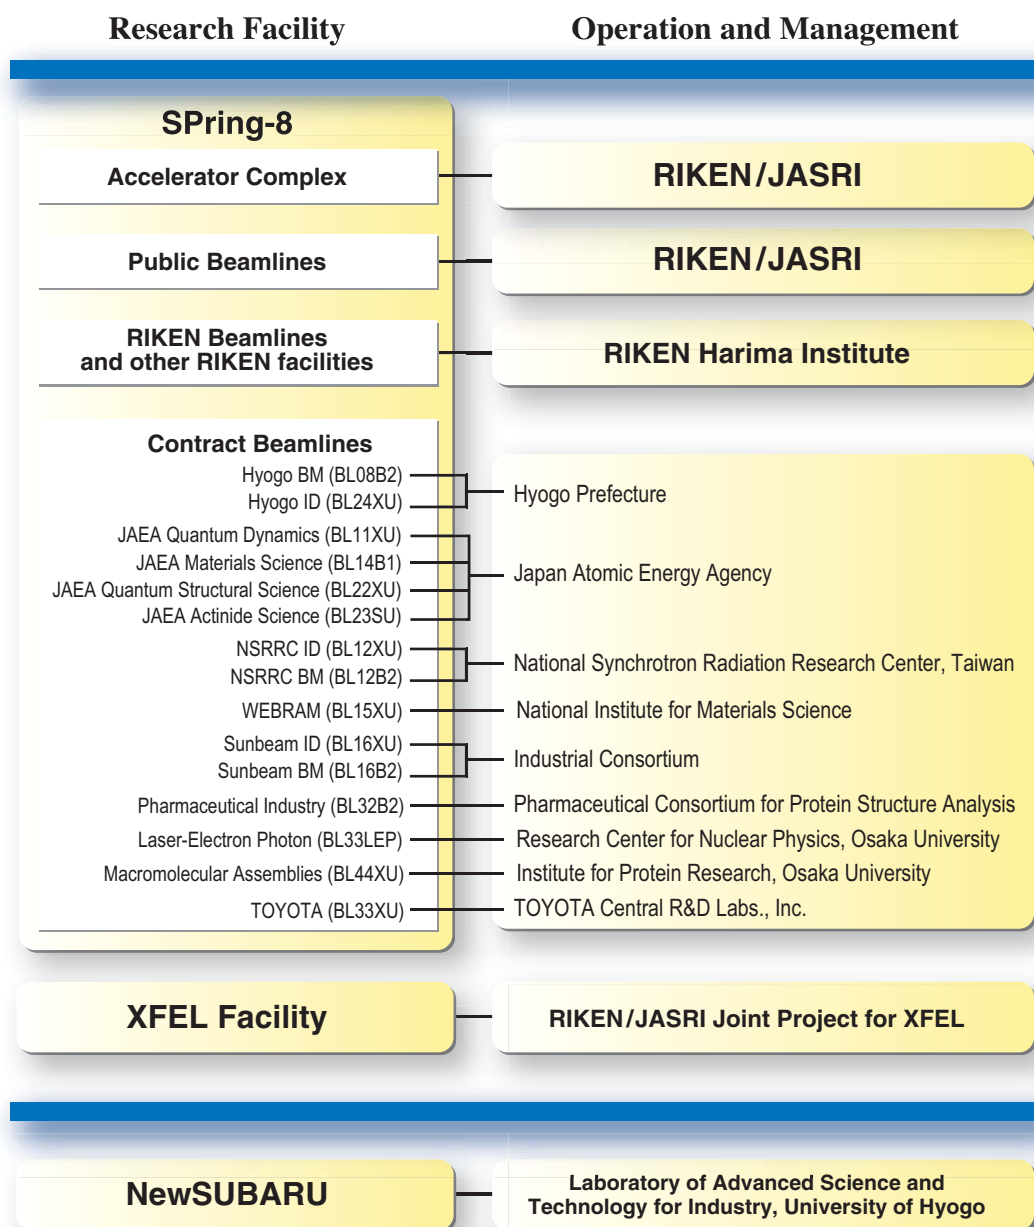 Research Facility
Operation and Management
SPring-8
Accelerator Complex
RIKEN/JASRI
Public Beamlines
RIKEN/JASRI
RIKEN Beamlines
and other RIKEN facilities
RIKEN Harima Institute
Contract Beamlines
Hyogo BM (BL08B2)
Hyogo ID (BL24XU)
Hyogo Prefecture
JAEA Quantum Dynamics (BL11XU)
JAEA Materials Science (BL14B1)
JAEA Quantum Structural Science (BL22XU)
JAEA Actinide Science (BL23SU)
Japan Atomic Energy Agency
NSRRC ID (BL12XU)
NSRRC BM (BL12B2)
National Synchrotron Radiation Research Center, Taiwan
WEBRAM (BL15XU)
National Institute for Materials Science
Sunbeam ID (BL16XU)
Sunbeam BM (BL16B2)
Industrial Consortium
Pharmaceutical Industry (BL32B2)
Pharmaceutical Consortium for Protein Structure Analysis
Laser-Electron Photon (BL33LEP)
Research Center for Nuclear Physics, Osaka University
Macromolecular Assemblies (BL44XU)
Institute for Protein Research, Osaka University
TOYOTA (BL33XU)
TOYOTA Central R&D Labs., Inc.
XFEL Facility
RIKEN/JASRI Joint Project for XFEL
NewSUBARU
Laboratory of Advanced Science and
Technology for Industry, University of Hyogo